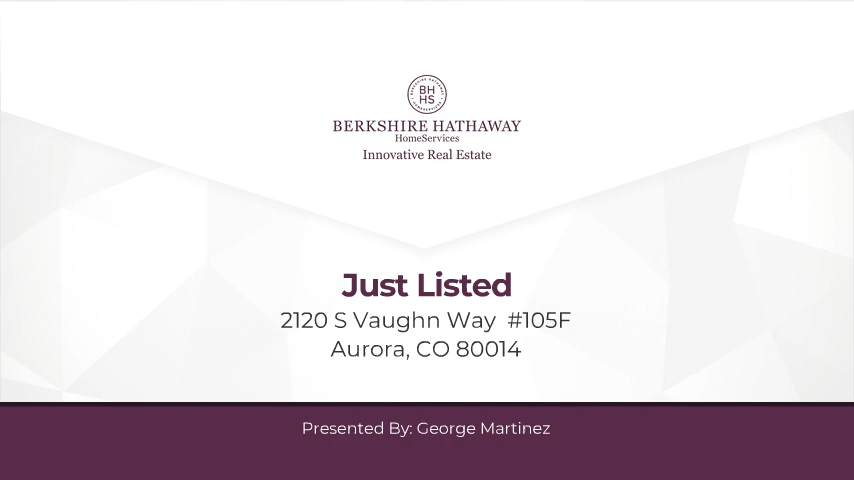 BH
HS
BERKSHIRE HATHAWAY
HomeServices
Innovative Real Estate
Just Listed
2120 S Vaughn Way #105F
Aurora, CO 80014
Presented By: George Martinez